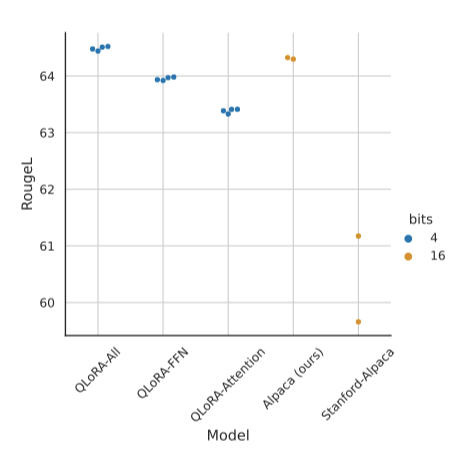 RougeL
64
63
62
61
60
QLoRA-All
QLoRA-FFN
QLoRA-Attention
Alpaca (ours)
Stanford-Alpaca
Model
bits
4
16